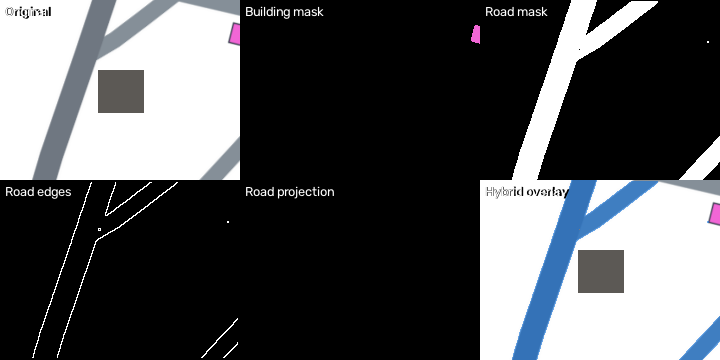 Original
Building mask
Road mask
Road edges
Road projection
Hybrid overlay